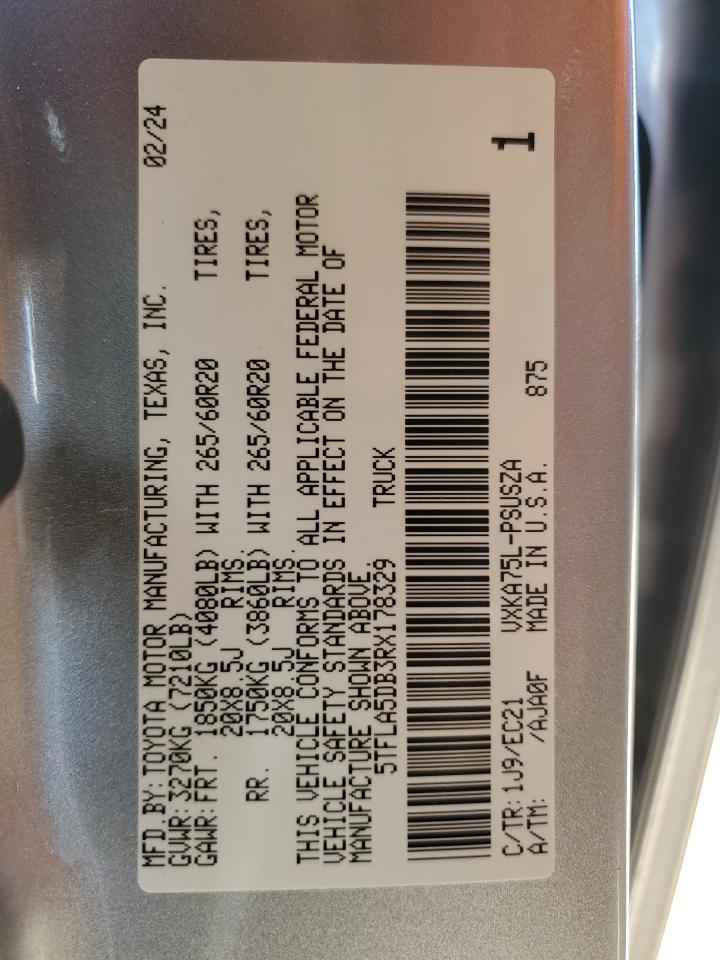 MFD.BY:TOYOTA MOTOR MANUFACTURING, TEXAS, INC. 02/24
GVWR:3270KG (7210LB)
GAWR:FRT. 1850KG (4080LB) WITH 265/60R20 TIRES,
20X8.5J RIMS.
RR. 1750KG (3860LB) WITH 265/60R20 TIRES,
20X8.5J RIMS.
THIS VEHICLE CONFORMS TO ALL APPLICABLE FEDERAL MOTOR
VEHICLE SAFETY STANDARDS IN EFFECT ON THE DATE OF
MANUFACTURE SHOWN ABOVE.
5TFLA5DB3RX178329 TRUCK
C/TR:1J9/EC21 VXKA75L-PSUSZA 875 1
A/TM: /AJA0F MADE IN U.S.A.